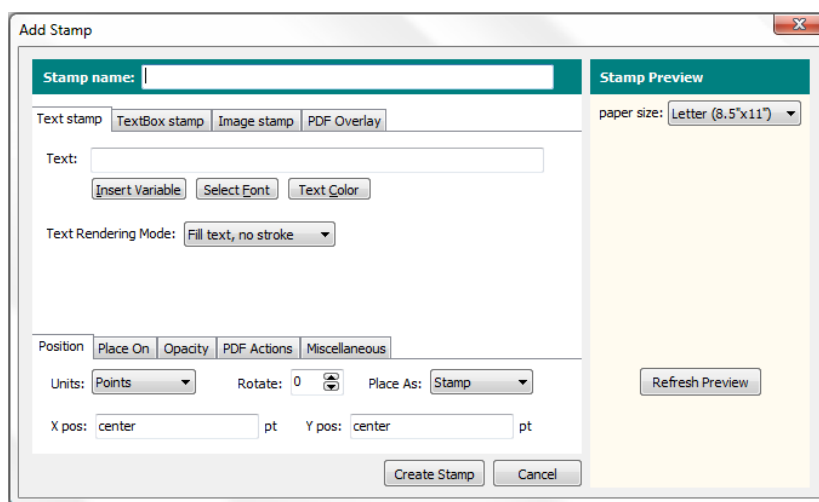 Add Stamp
x
Stamp name:
Stamp Preview
Text stamp TextBox stamp Image stamp PDF Overlay
paper size: Letter (8.5"x11")
Text:
Insert Variable Select Font Text Color
Text Rendering Mode: Fill text, no stroke
Position Place On Opacity PDF Actions Miscellaneous
Units: Points Rotate: 0 Place As: Stamp
Refresh Preview
X pos: center pt Y pos: center pt
Create Stamp Cancel